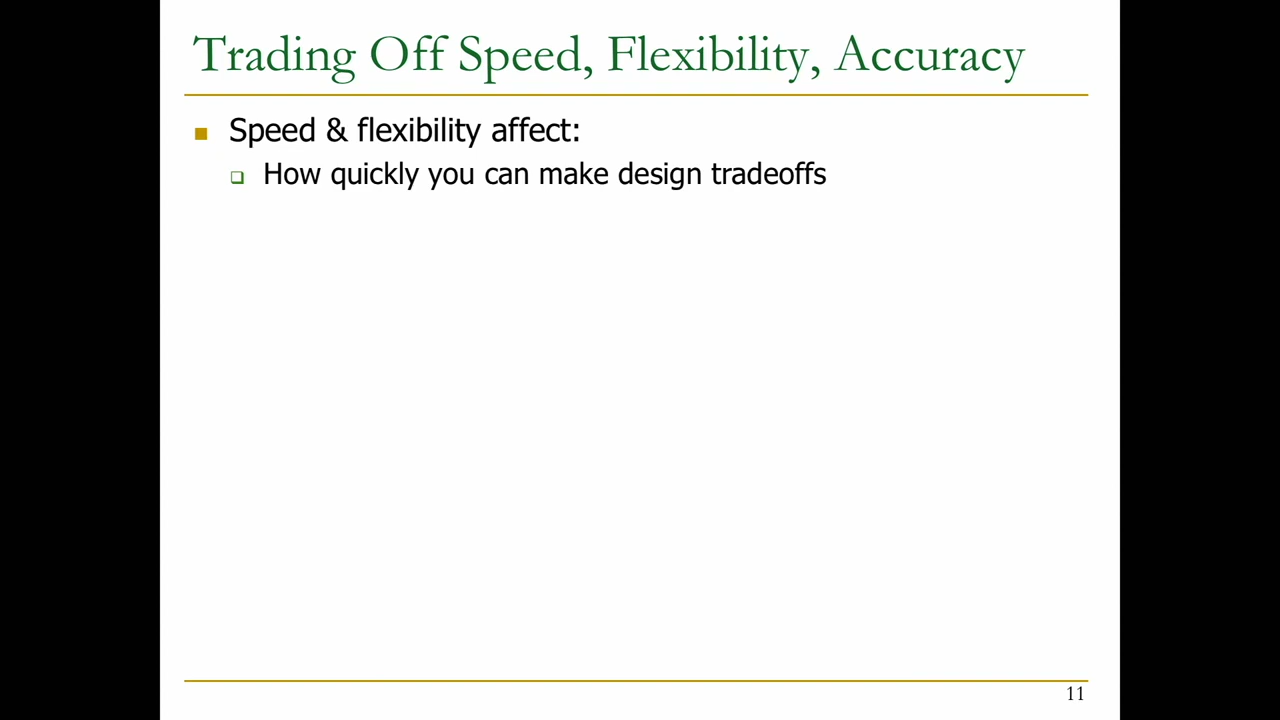 Trading Off Speed, Flexibility, Accuracy
Speed & flexibility affect:
How quickly you can make design tradeoffs
11